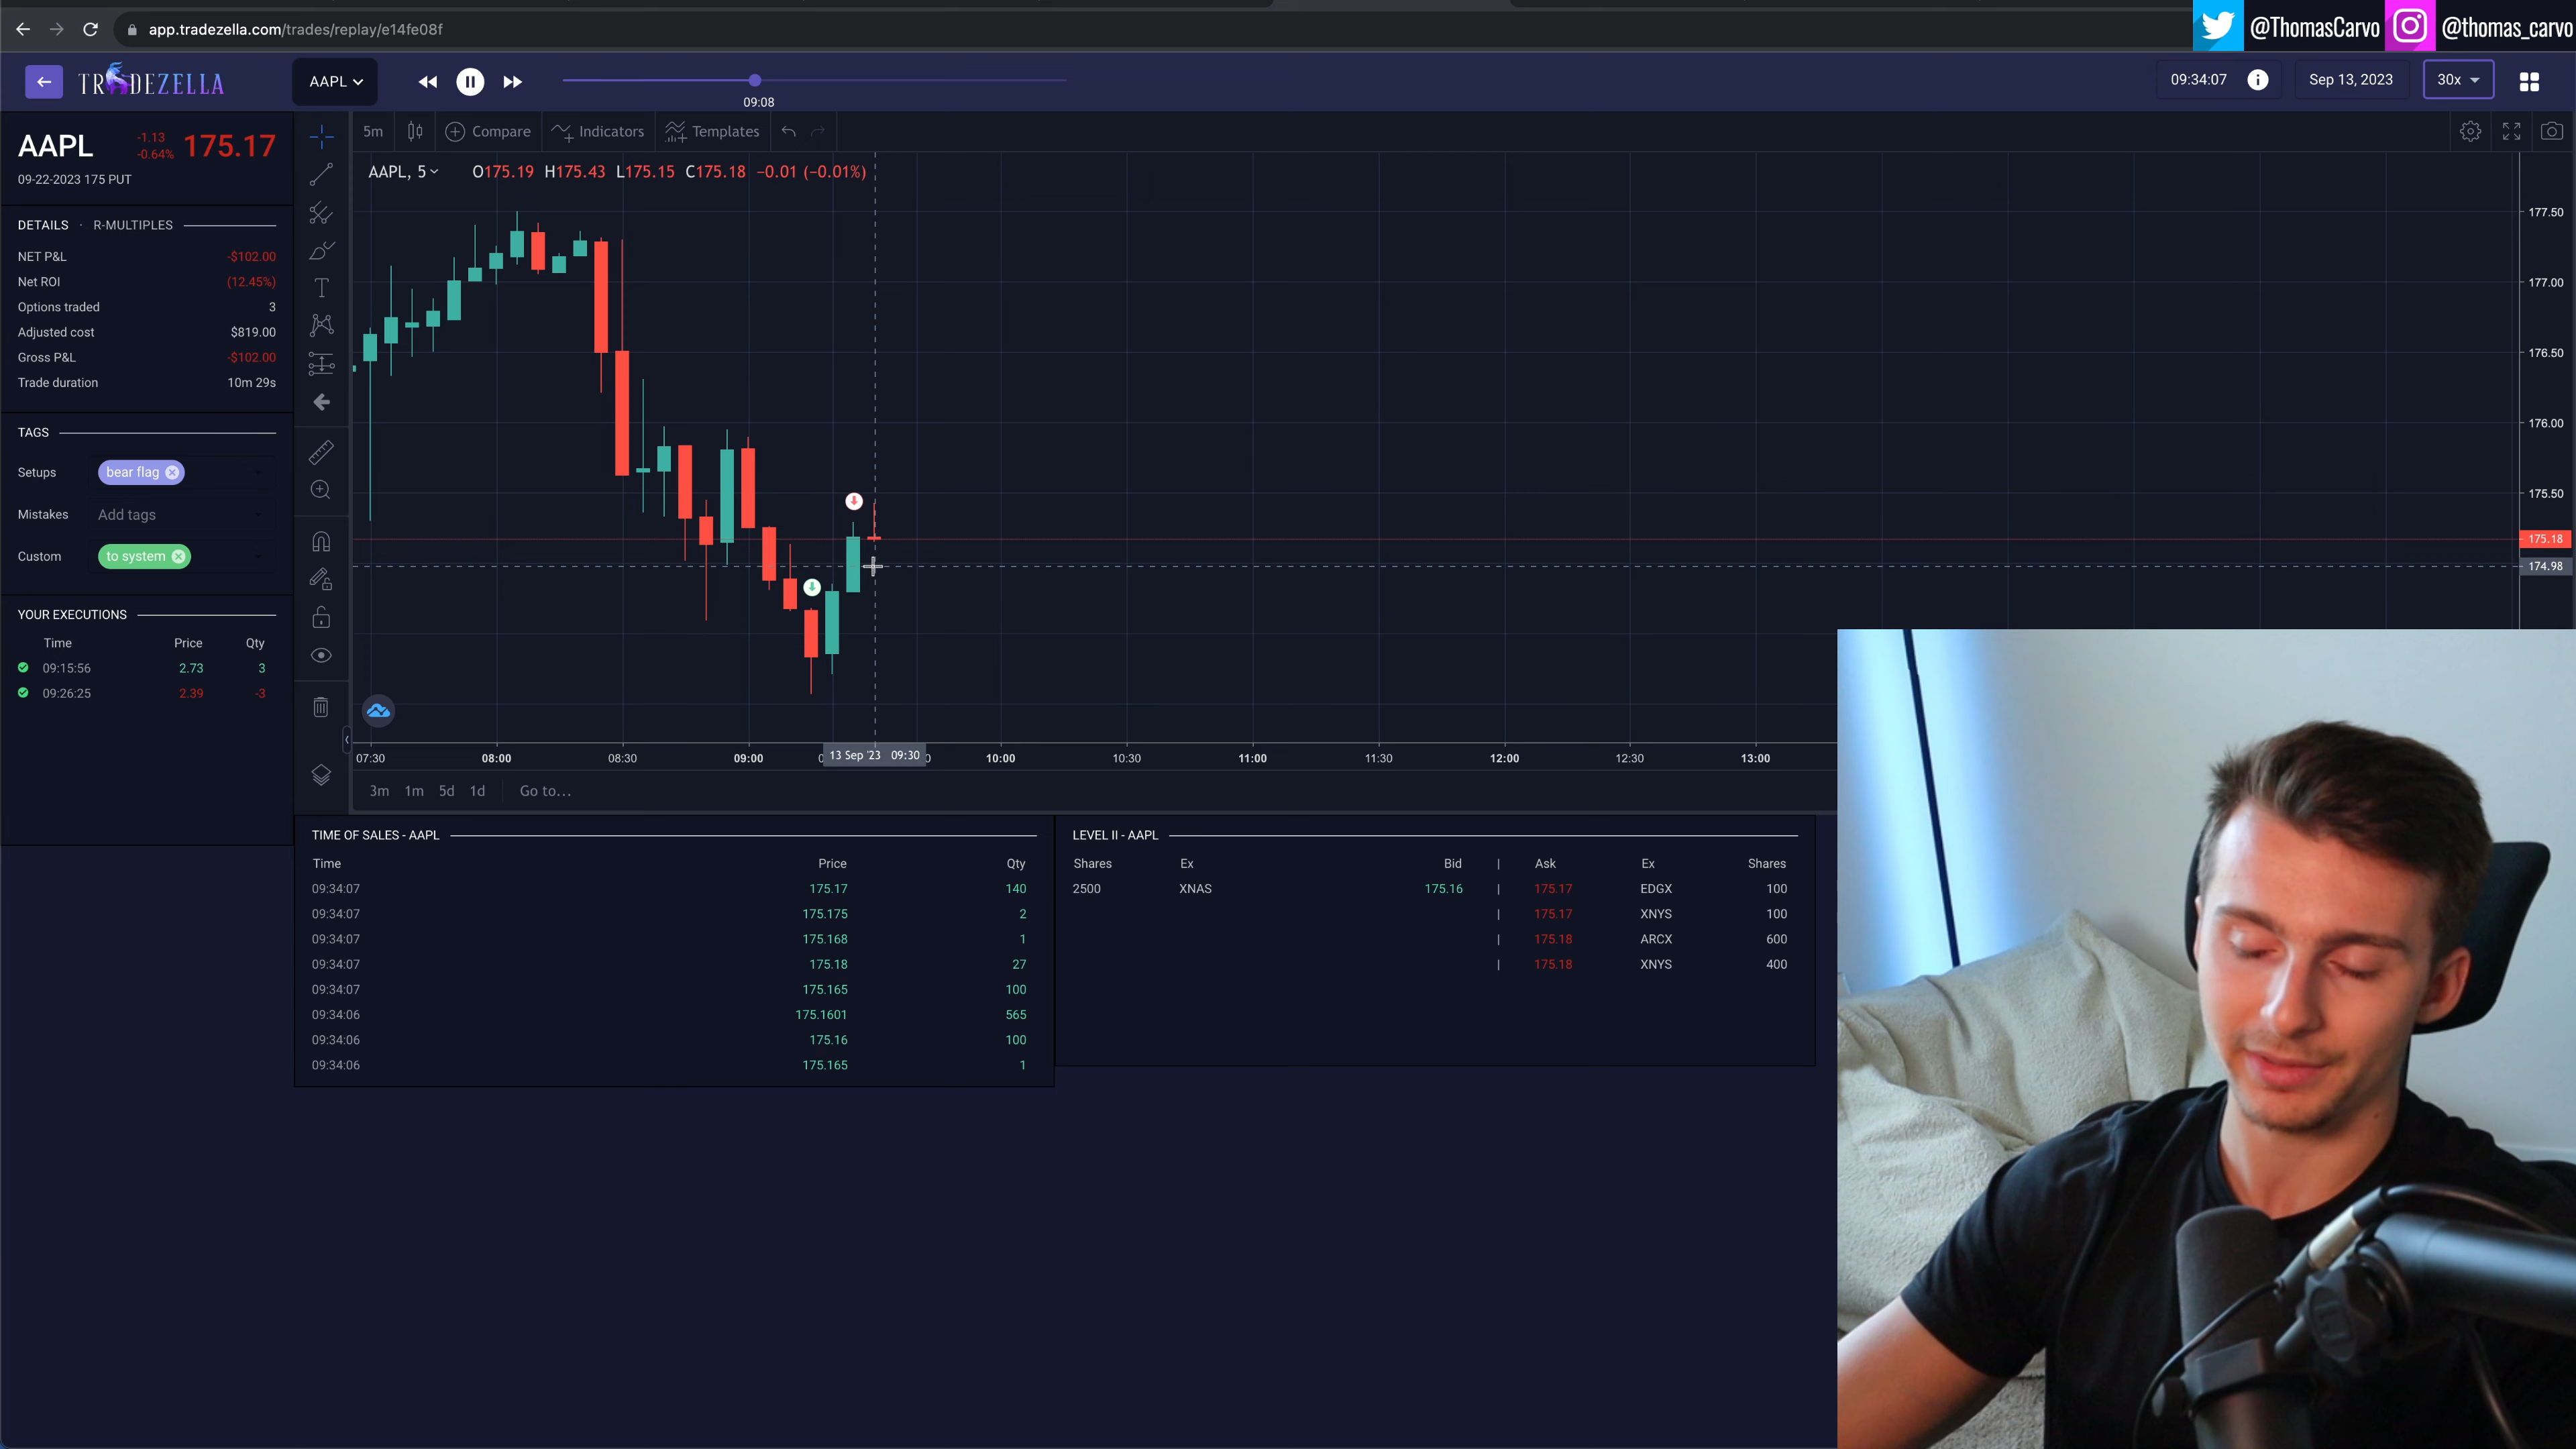 app.tradezella.com/trades/replay/e14fe08f
@ThomasCarvo
@thomas_carvo
TRADEZELLA
AAPL
09:08
09:34:07
Sep 13, 2023
30x
AAPL
-1.13
-0.64%
175.17
09-22-2023 175 PUT
DETAILS · R-MULTIPLES
NET P&L -$102.00
Net ROI (12.45%)
Options traded 3
Adjusted cost $819.00
Gross P&L -$102.00
Trade duration 10m 29s
TAGS
Setups bear flag
Mistakes Add tags
Custom to system
YOUR EXECUTIONS
Time Price Qty
09:15:56 2.73 3
09:26:25 2.39 -3
5m Compare Indicators Templates
AAPL, 5 O175.19 H175.43 L175.15 C175.18 −0.01 (−0.01%)
177.50
177.00
176.50
176.00
175.50
175.18
174.98
07:30 08:00 08:30 09:00 13 Sep '23 09:30 10:00 10:30 11:00 11:30 12:00 12:30 13:00
3m 1m 5d 1d Go to...
TIME OF SALES - AAPL
Time Price Qty
09:34:07 175.17 140
09:34:07 175.175 2
09:34:07 175.168 1
09:34:07 175.18 27
09:34:07 175.165 100
09:34:06 175.1601 565
09:34:06 175.16 100
09:34:06 175.165 1
LEVEL II - AAPL
Shares Ex Bid | Ask Ex Shares
2500 XNAS 175.16 | 175.17 EDGX 100
| 175.17 XNYS 100
| 175.18 ARCX 600
| 175.18 XNYS 400